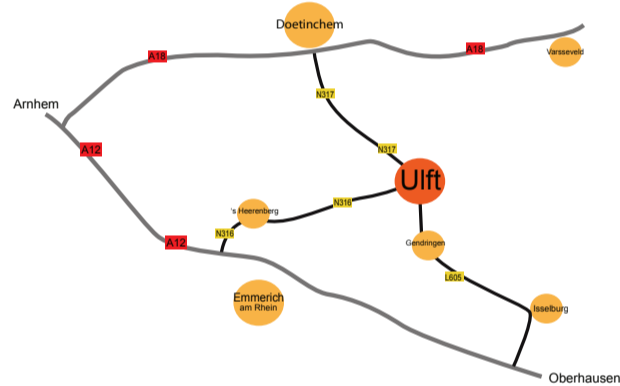 Doetinchem
A18
A18
Varsseveld
N317
Arnhem
A12
N317
Ulft
N316
's Heerenberg
N316
A12
Gendringen
L605
Emmerich
am Rhein
Isselburg
Oberhausen